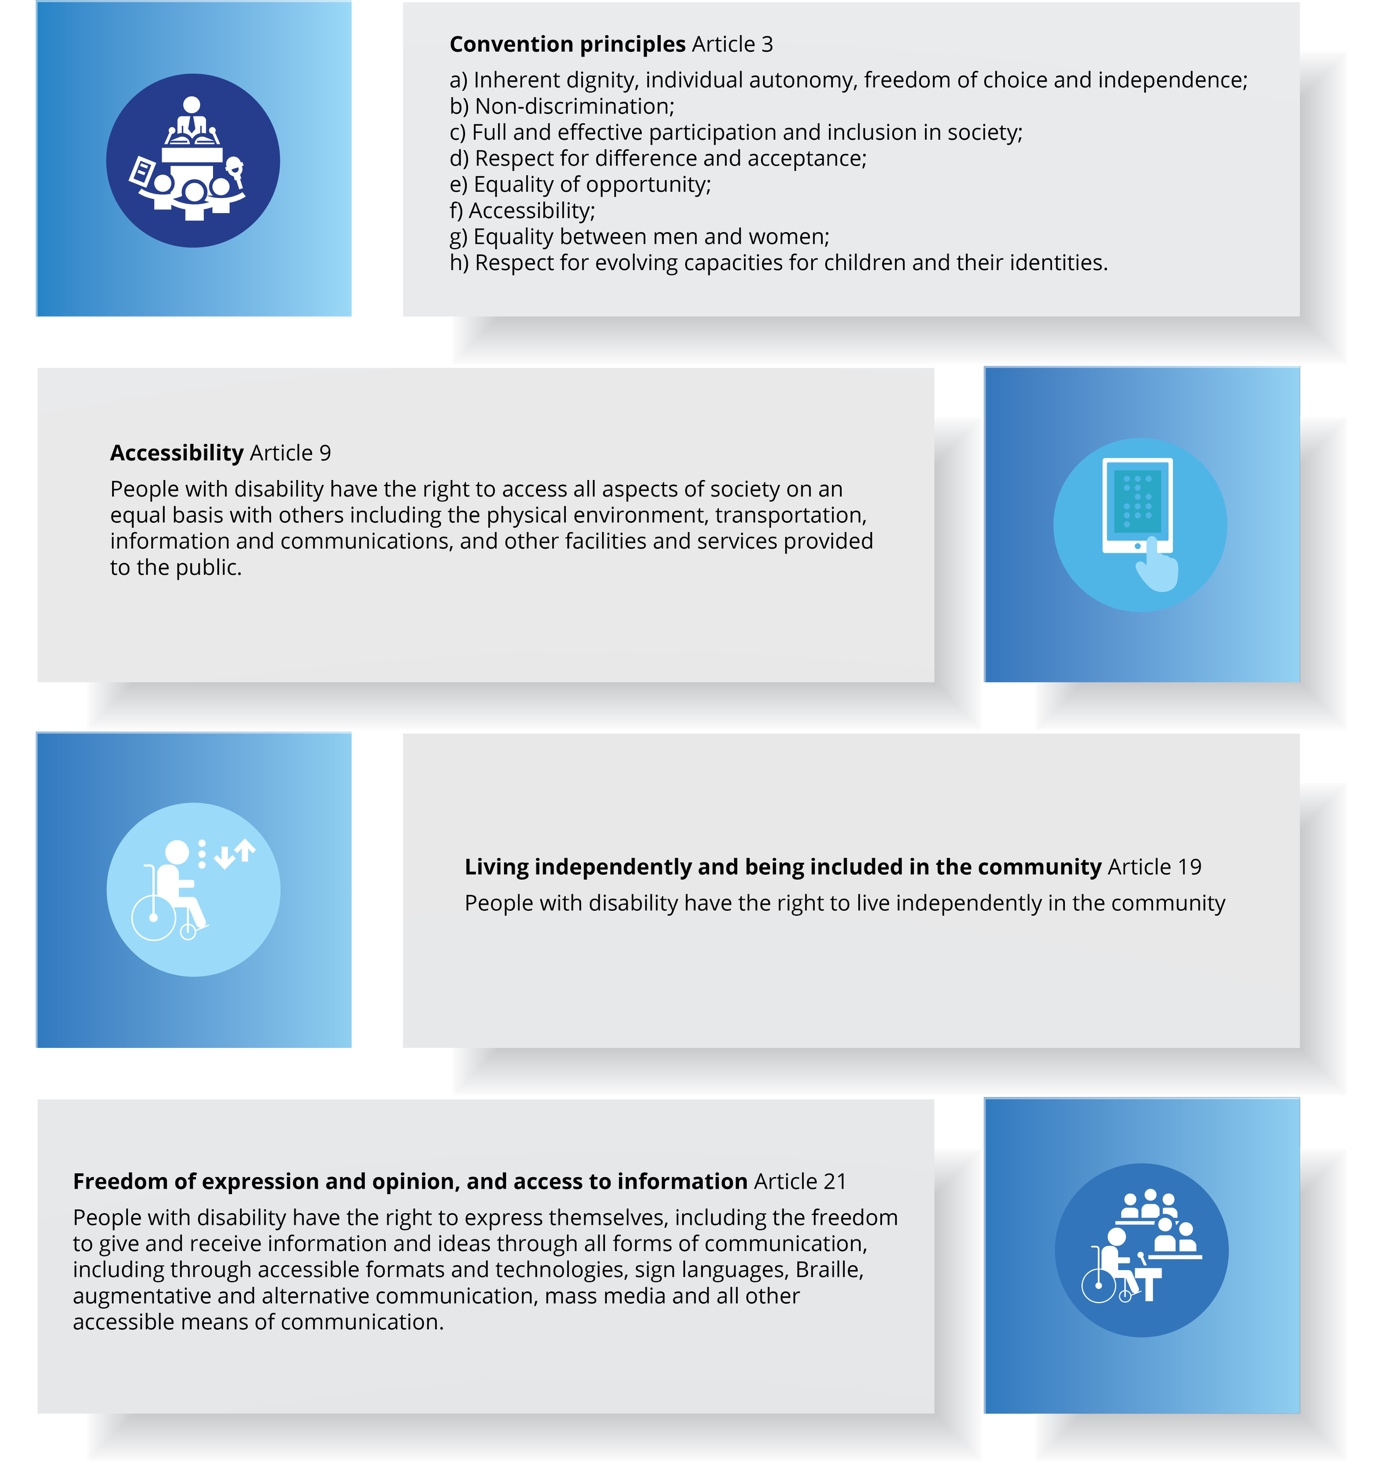 Convention principles Article 3
a) Inherent dignity, individual autonomy, freedom of choice and independence;
b) Non-discrimination;
c) Full and effective participation and inclusion in society;
d) Respect for difference and acceptance;
e) Equality of opportunity;
f) Accessibility;
g) Equality between men and women;
h) Respect for evolving capacities for children and their identities.
Accessibility Article 9
People with disability have the right to access all aspects of society on an
equal basis with others including the physical environment, transportation,
information and communications, and other facilities and services provided
to the public.
Living independently and being included in the community Article 19
People with disability have the right to live independently in the community
Freedom of expression and opinion, and access to information Article 21
People with disability have the right to express themselves, including the freedom
to give and receive information and ideas through all forms of communication,
including through accessible formats and technologies, sign languages, Braille,
augmentative and alternative communication, mass media and all other
accessible means of communication.